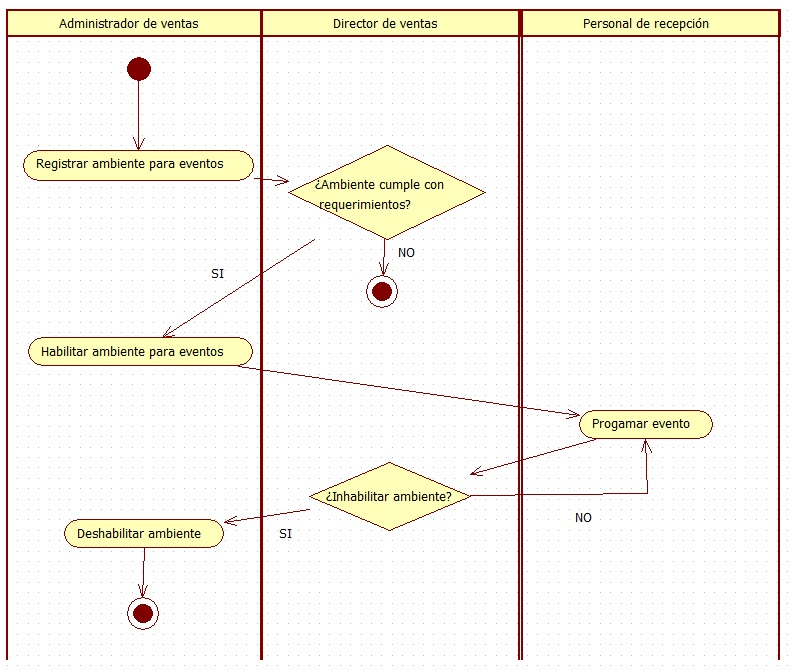 Administrador de ventas
Director de ventas
Personal de recepción
Registrar ambiente para eventos
¿Ambiente cumple con
requerimientos?
NO
SI
Habilitar ambiente para eventos
Progamar evento
¿Inhabilitar ambiente?
NO
SI
Deshabilitar ambiente